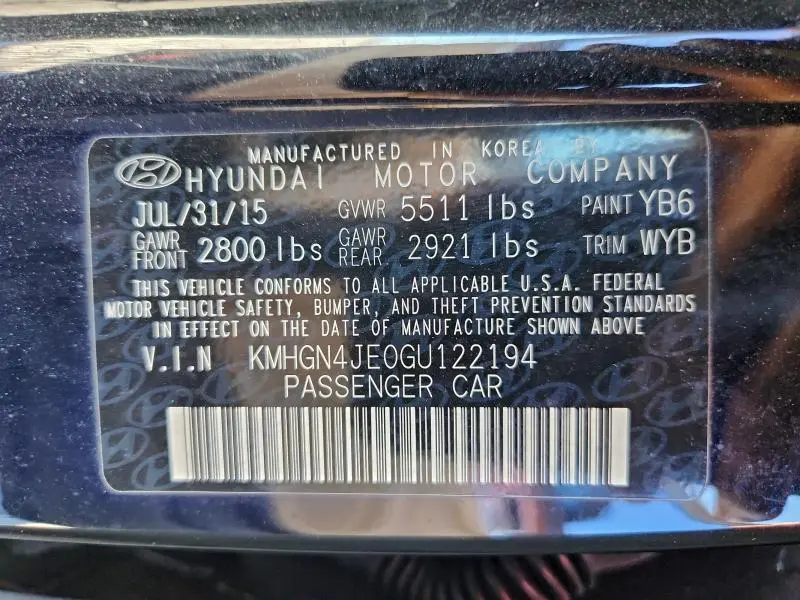 MANUFACTURED IN KOREA BY
HYUNDAI MOTOR COMPANY
JUL/31/15 GVWR 5511 lbs PAINT YB6
GAWR FRONT 2800 lbs GAWR REAR 2921 lbs TRIM WYB
THIS VEHICLE CONFORMS TO ALL APPLICABLE U.S.A. FEDERAL
MOTOR VEHICLE SAFETY, BUMPER, AND THEFT PREVENTION STANDARDS
IN EFFECT ON THE DATE OF MANUFACTURE SHOWN ABOVE
V.I.N KMHGN4JE0GU122194
PASSENGER CAR